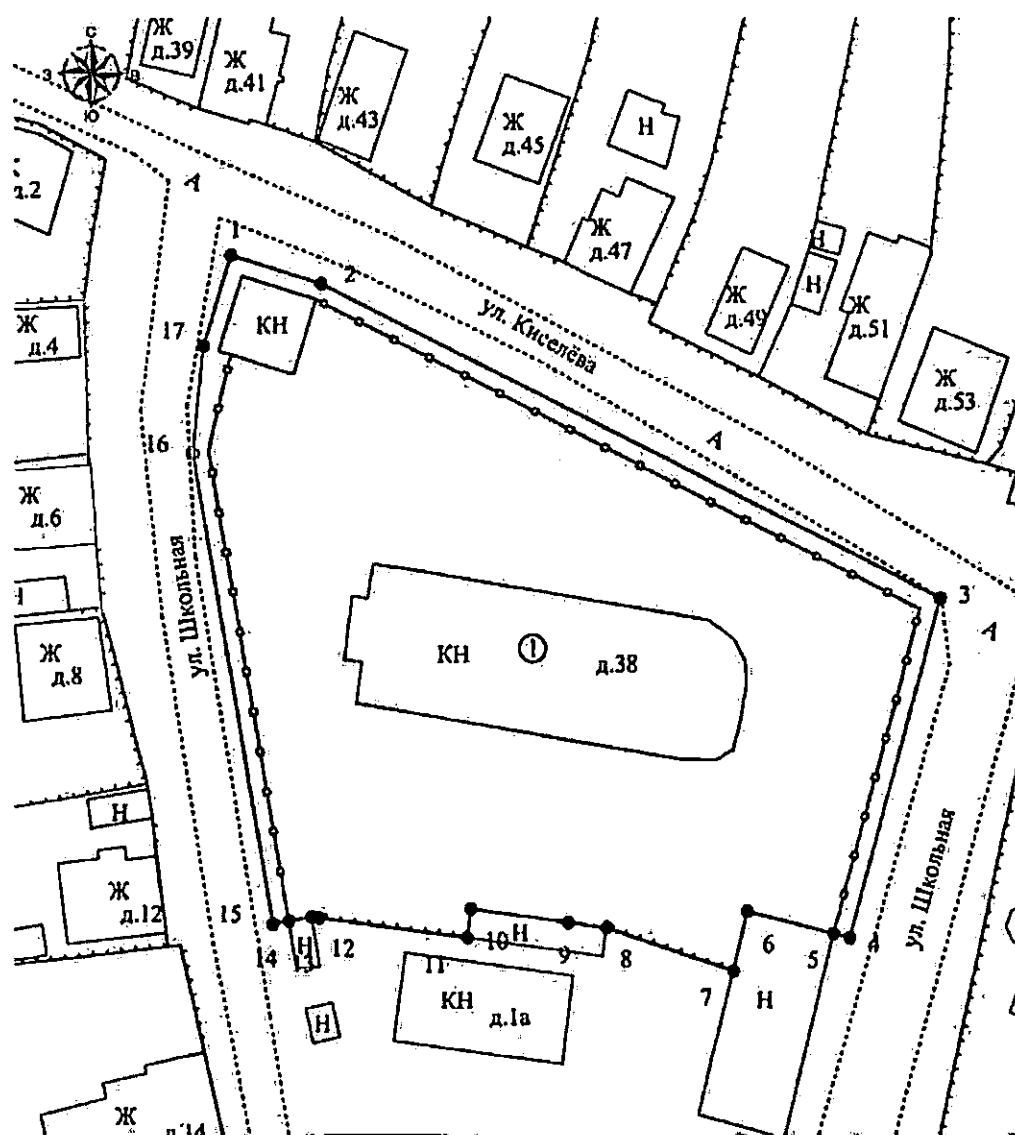 С
З
В
Ю
Ж
д.39
Ж
д.41
Ж
д.43
Ж
д.45
Н
Ж
д.47
Н
Н
Ж
д.49
Ж
д.51
Ж
д.53
А
1
2
ул. Киселёва
17
КН
Ж
д.4
16
А
Ж
д.6
ул. Школьная
3
А
КН
1
д.38
Ж
д.8
Н
Ж
д.12
15
14
Н
13
12
11
10
Н
9
8
7
6
5
4
ул. Школьная
Н
КН
д.1а
Н
Ж
д.14